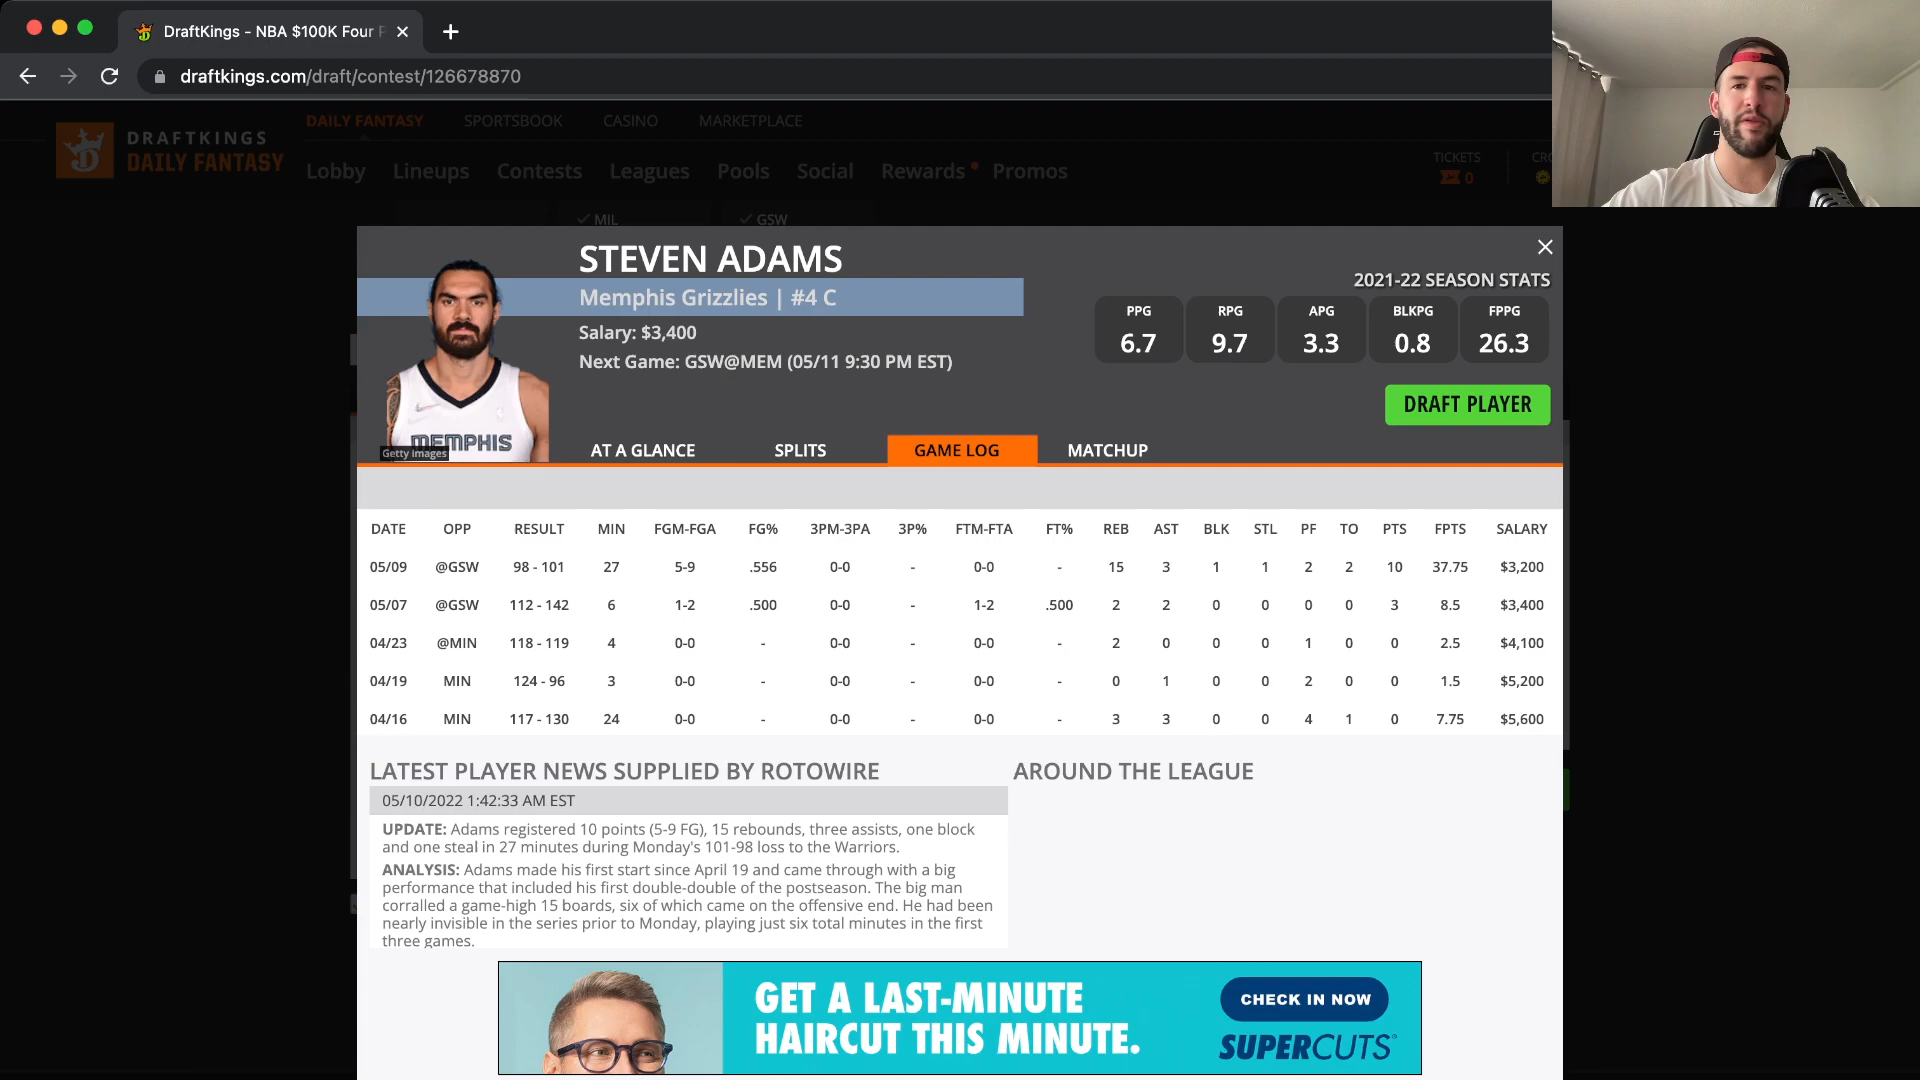 DraftKings - NBA $100K Four
draftkings.com/draft/contest/126678870
DRAFTKINGS
DAILY FANTASY
DAILY FANTASY SPORTSBOOK CASINO MARKETPLACE
Lobby Lineups Contests Leagues Pools Social Rewards Promos
TICKETS
0
MIL GSW
STEVEN ADAMS
Memphis Grizzlies | #4 C
Salary: $3,400
Next Game: GSW@MEM (05/11 9:30 PM EST)
2021-22 SEASON STATS
PPG RPG APG BLKPG FPPG
6.7 9.7 3.3 0.8 26.3
DRAFT PLAYER
MEMPHIS
Getty Images
AT A GLANCE SPLITS GAME LOG MATCHUP
DATE OPP RESULT MIN FGM-FGA FG% 3PM-3PA 3P% FTM-FTA FT% REB AST BLK STL PF TO PTS FPTS SALARY
05/09 @GSW 98 - 101 27 5-9 .556 0-0 - 0-0 - 15 3 1 1 2 2 10 37.75 $3,200
05/07 @GSW 112 - 142 6 1-2 .500 0-0 - 1-2 .500 2 2 0 0 0 0 3 8.5 $3,400
04/23 @MIN 118 - 119 4 0-0 - 0-0 - 0-0 - 2 0 0 0 1 0 0 2.5 $4,100
04/19 MIN 124 - 96 3 0-0 - 0-0 - 0-0 - 0 1 0 0 2 0 0 1.5 $5,200
04/16 MIN 117 - 130 24 0-0 - 0-0 - 0-0 - 3 3 0 0 4 1 0 7.75 $5,600
LATEST PLAYER NEWS SUPPLIED BY ROTOWIRE
05/10/2022 1:42:33 AM EST
UPDATE: Adams registered 10 points (5-9 FG), 15 rebounds, three assists, one block
and one steal in 27 minutes during Monday's 101-98 loss to the Warriors.
ANALYSIS: Adams made his first start since April 19 and came through with a big
performance that included his first double-double of the postseason. The big man
corralled a game-high 15 boards, six of which came on the offensive end. He had been
nearly invisible in the series prior to Monday, playing just six total minutes in the first
three games.
AROUND THE LEAGUE
GET A LAST-MINUTE
HAIRCUT THIS MINUTE.
CHECK IN NOW
SUPERCUTS